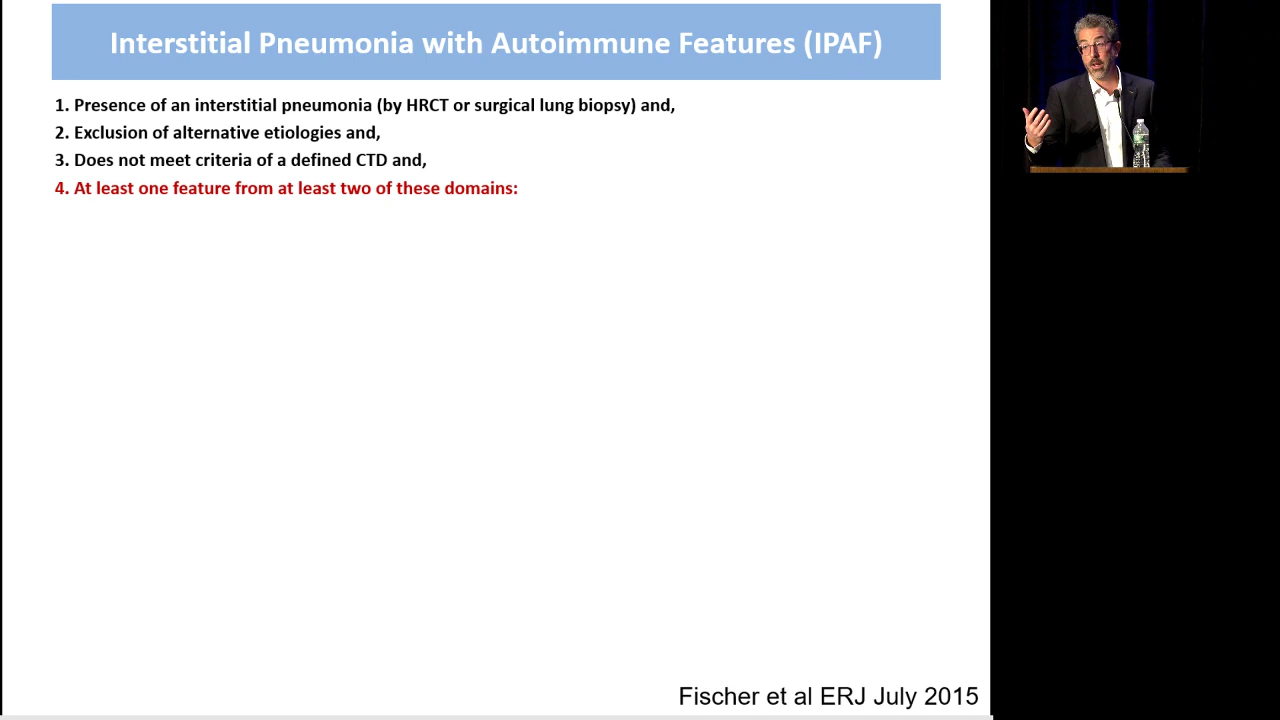 Interstitial Pneumonia with Autoimmune Features (IPAF)
1. Presence of an interstitial pneumonia (by HRCT or surgical lung biopsy) and,
2. Exclusion of alternative etiologies and,
3. Does not meet criteria of a defined CTD and,
4. At least one feature from at least two of these domains:
Fischer et al ERJ July 2015